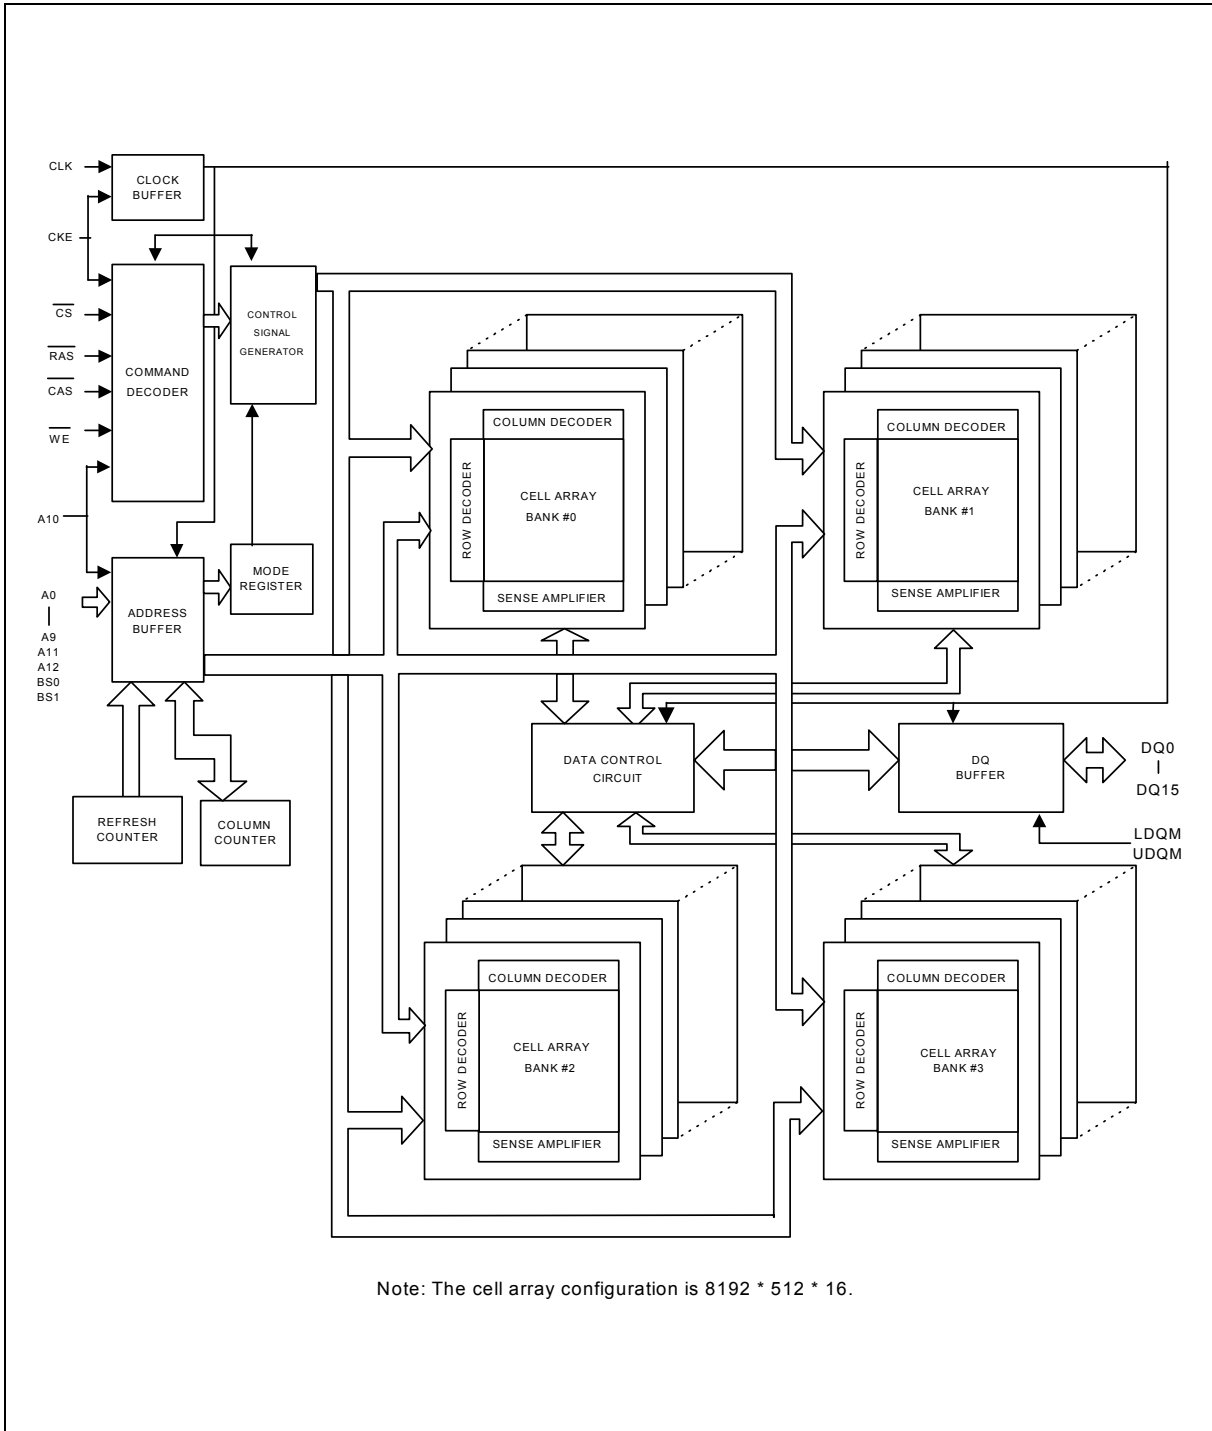 CLK
CLOCK
BUFFER
CKE
CS
RAS
CAS
WE
COMMAND
DECODER
CONTROL
SIGNAL
GENERATOR
A10
MODE
REGISTER
A0
A9
A11
A12
BS0
BS1
ADDRESS
BUFFER
REFRESH
COUNTER
COLUMN
COUNTER
COLUMN DECODER
ROW DECODER
CELL ARRAY
BANK #0
SENSE AMPLIFIER
COLUMN DECODER
ROW DECODER
CELL ARRAY
BANK #1
SENSE AMPLIFIER
DATA CONTROL
CIRCUIT
DQ
BUFFER
DQ0
DQ15
LDQM
UDQM
COLUMN DECODER
ROW DECODER
CELL ARRAY
BANK #2
SENSE AMPLIFIER
COLUMN DECODER
ROW DECODER
CELL ARRAY
BANK #3
SENSE AMPLIFIER
Note: The cell array configuration is 8192 * 512 * 16.